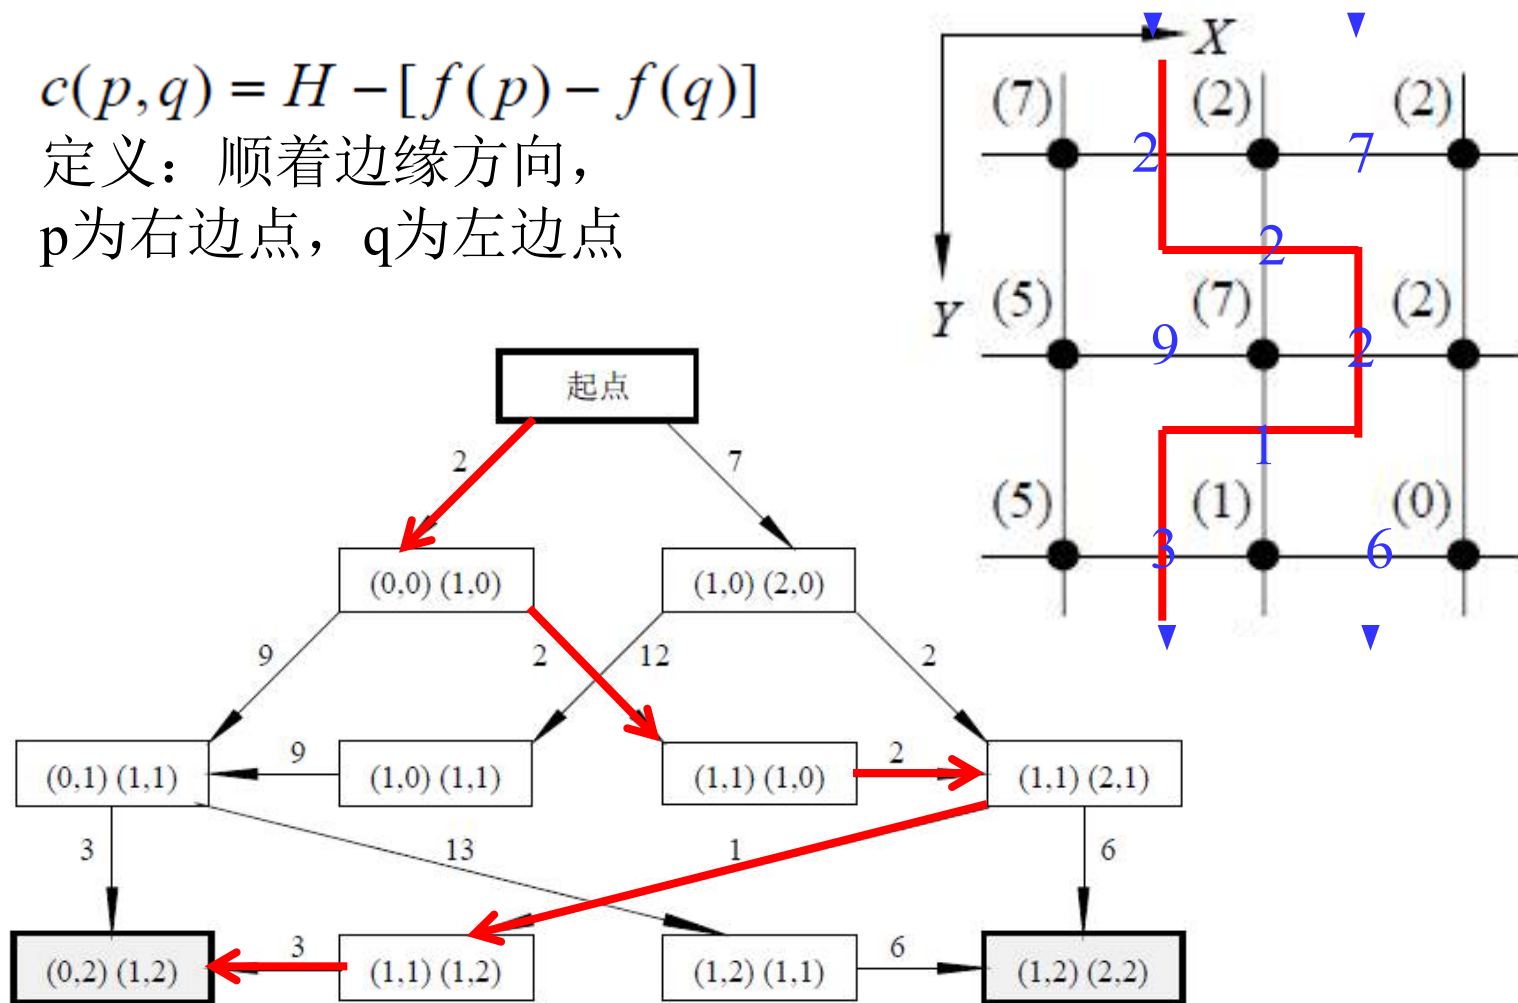 c(p,q) = H − [f(p) − f(q)]
定义：顺着边缘方向，
p为右边点，q为左边点
X
(7) (2) (2)
2 7
2
Y (5) (7) (2)
9 2
1
(5) (1) (0)
3 6
起点
2 7
(0,0) (1,0) (1,0) (2,0)
9 2 12 2
(0,1) (1,1) 9 (1,0) (1,1) (1,1) (1,0) 2 (1,1) (2,1)
3 13 1 6
(0,2) (1,2) 3 (1,1) (1,2) (1,2) (1,1) 6 (1,2) (2,2)